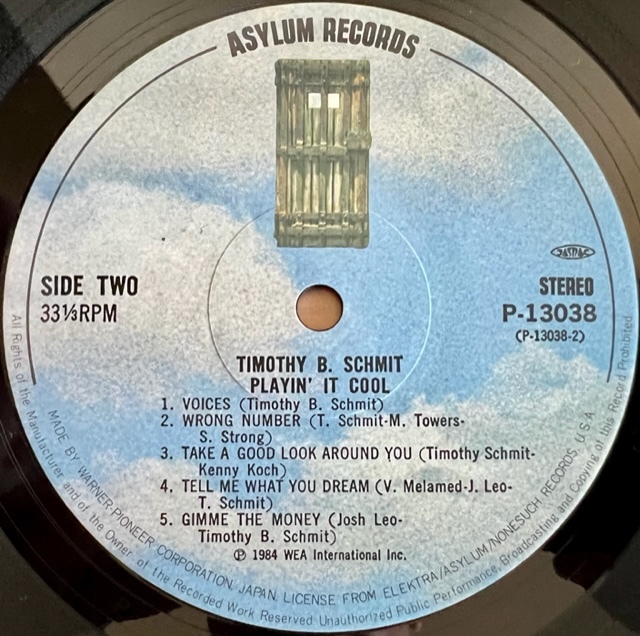 ASYLUM RECORDS
JASRAC
SIDE TWO
33⅓RPM
STEREO
P-13038
(P-13038-2)
TIMOTHY B. SCHMIT
PLAYIN' IT COOL
1. VOICES (Timothy B. Schmit)
2. WRONG NUMBER (T. Schmit-M. Towers-
S. Strong)
3. TAKE A GOOD LOOK AROUND YOU (Timothy Schmit-
Kenny Koch)
4. TELL ME WHAT YOU DREAM (V. Melamed-J. Leo-
T. Schmit)
5. GIMME THE MONEY (Josh Leo-
Timothy B. Schmit)
℗ 1984 WEA International Inc.
MADE BY WARNER-PIONEER CORPORATION, JAPAN. LICENSE FROM ELEKTRA/ASYLUM/NONESUCH RECORDS, U.S.A.
All Rights of the Manufacturer and of the Owner of the Recorded Work Reserved Unauthorized Public Performance, Broadcasting and Copying of this Record Prohibited.